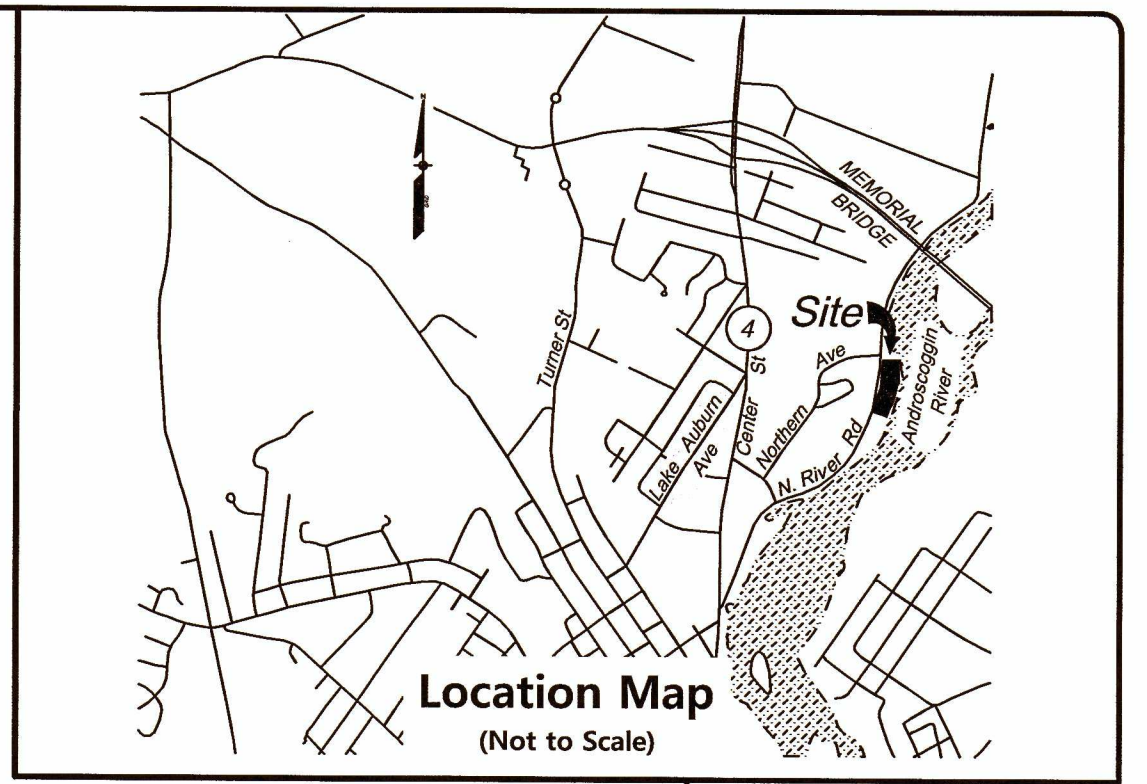 N
MEMORIAL
BRIDGE
Site
4
Turner St
Center St
Northern Ave
Lake Auburn
Ave
N. River Rd
Androscoggin
River
Location Map
(Not to Scale)